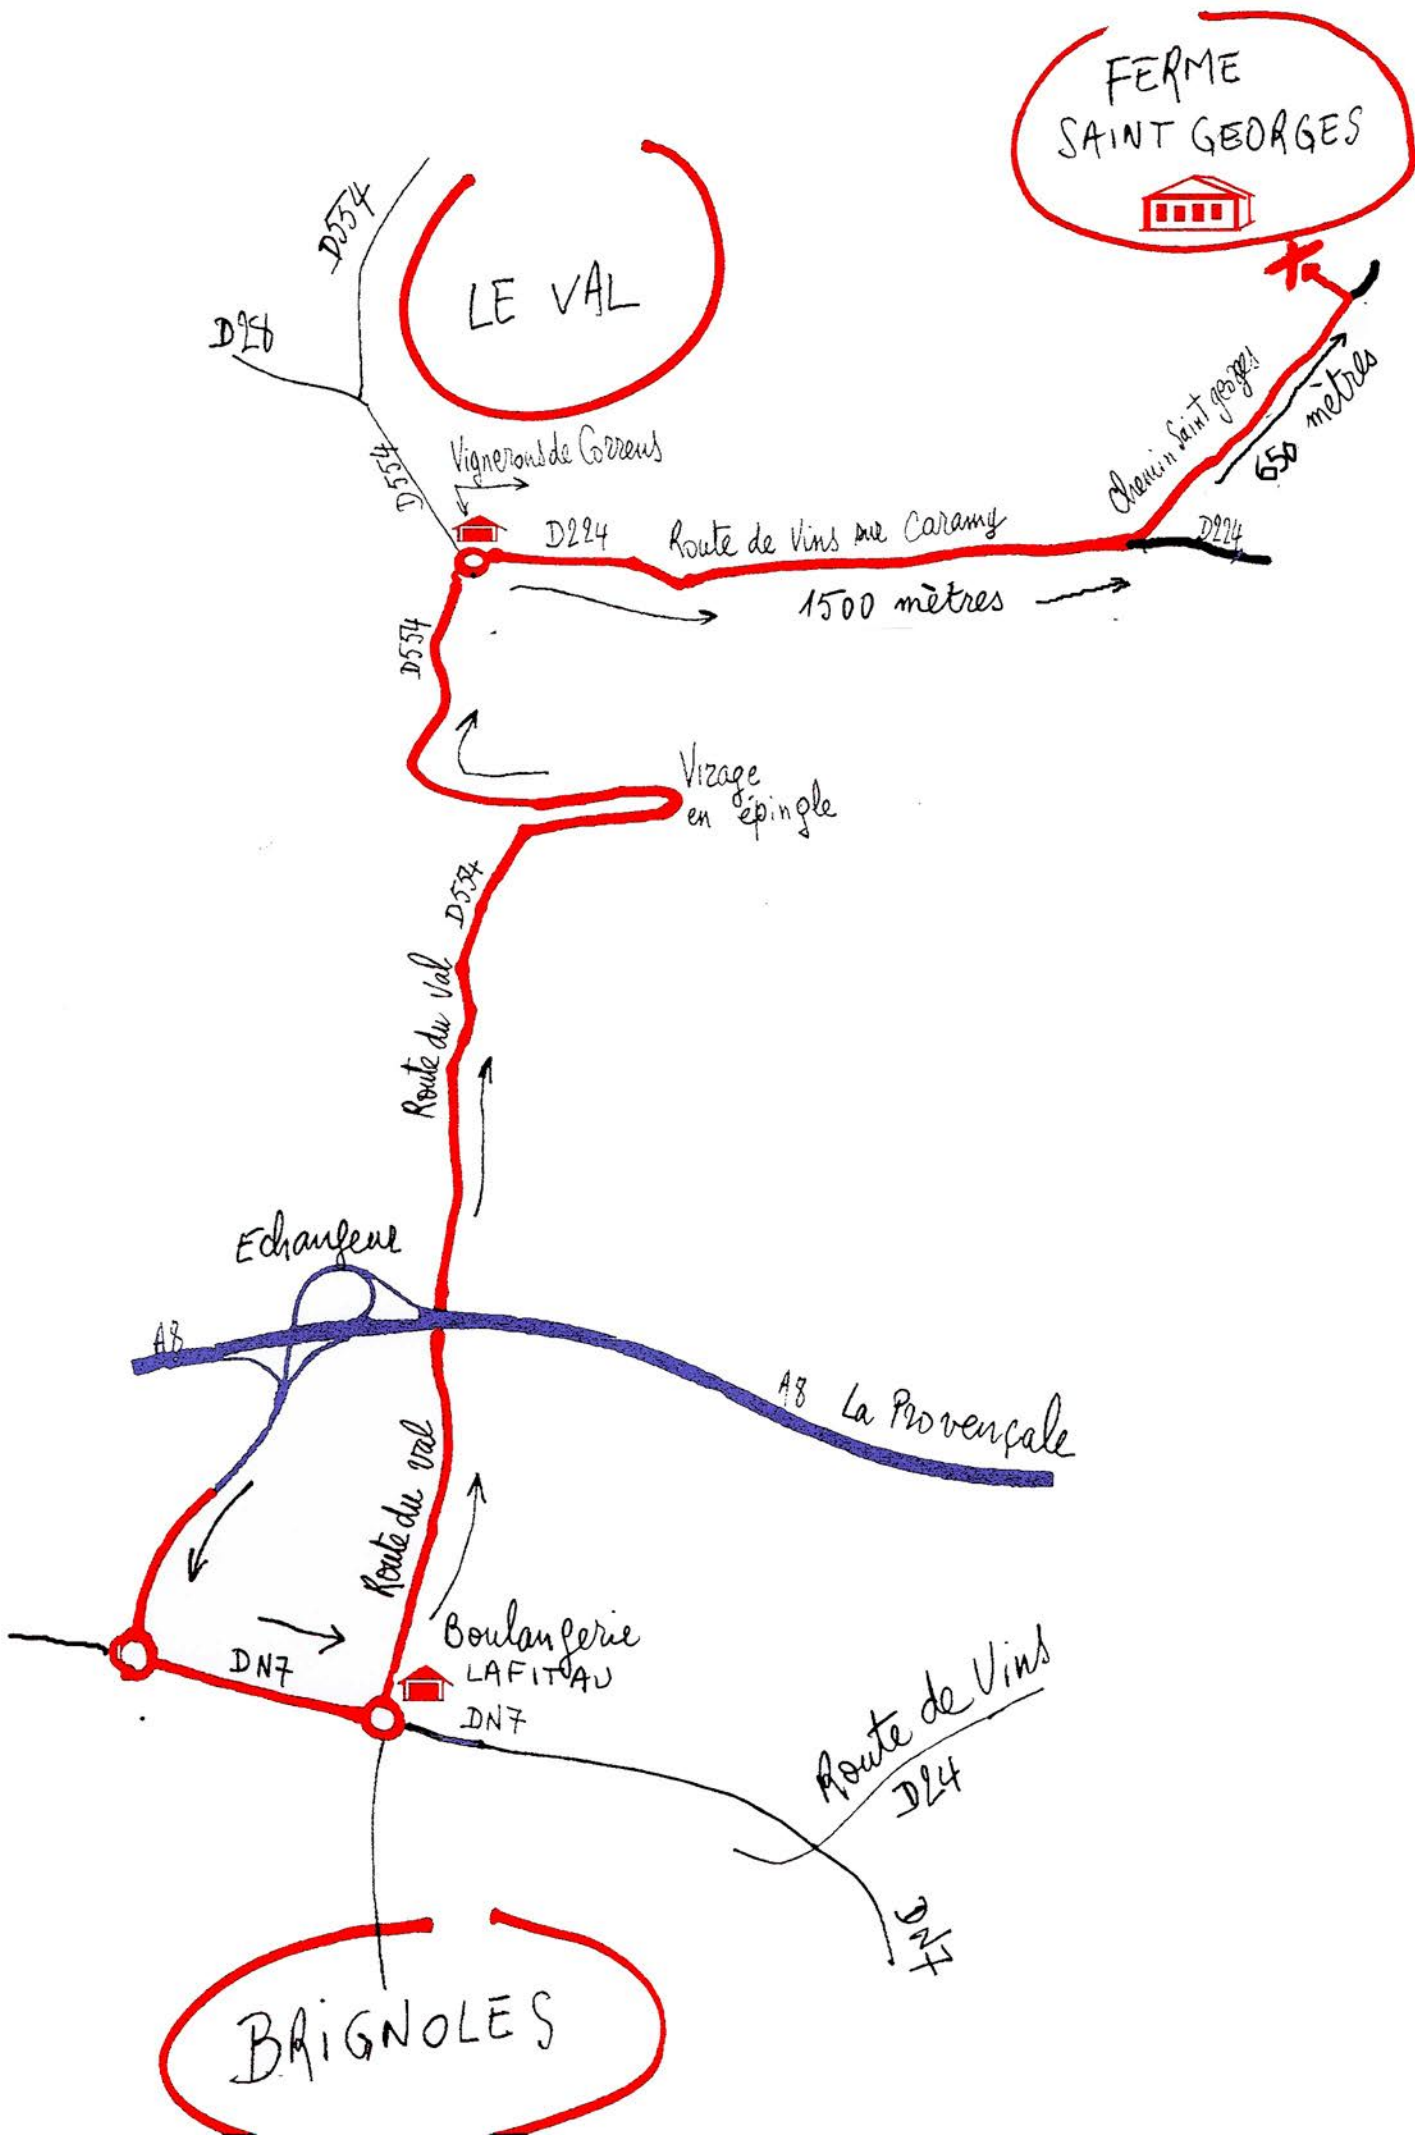 FERME
SAINT GEORGES
D554
LE VAL
D28
D554
Vignerons de Correns
Chemin Saint georges
650 mètres
D224
Route de Vins sur Caramy
D224
1500 mètres
D554
Virage
en épingle
D554
Route du Val
Echangeur
A8
A8 La Provençale
Route du Val
Boulangerie
LAFITAU
DN7
DN7
Route de Vins
D24
DN7
BRIGNOLES